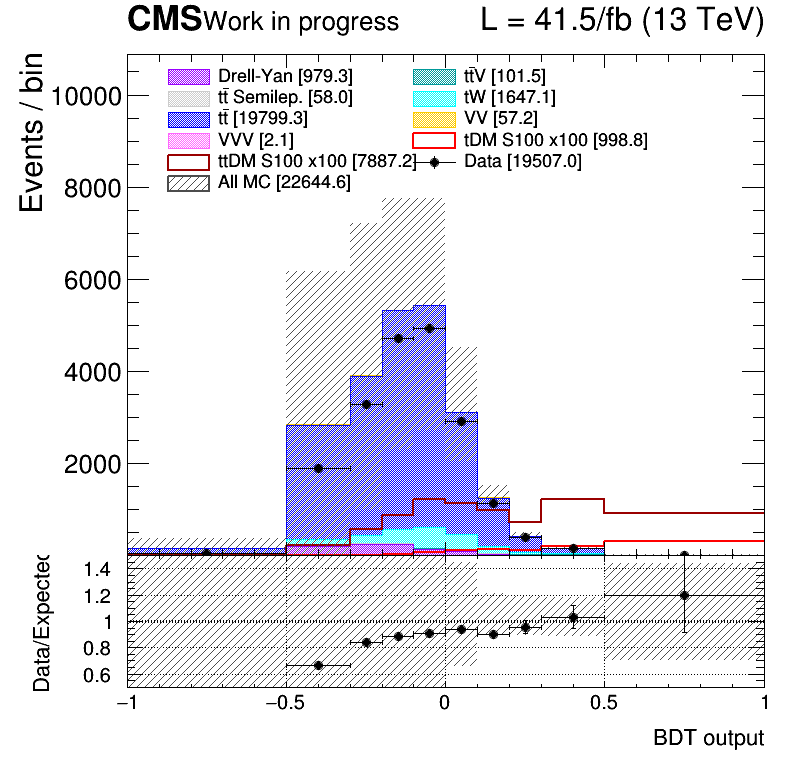 CMS Work in progress L = 41.5/fb (13 TeV)
Events / bin
10000
8000
6000
4000
2000
Drell-Yan [979.3] tt̄V [101.5]
tt̄ Semilep. [58.0] tW [1647.1]
tt̄ [19799.3] VV [57.2]
VVV [2.1] tDM S100 x100 [998.8]
ttDM S100 x100 [7887.2] Data [19507.0]
All MC [22644.6]
Data/Expected
1.4
1.2
1
0.8
0.6
−1 −0.5 0 0.5 1
BDT output